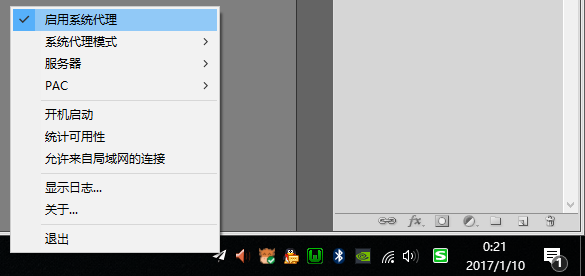 启用系统代理
系统代理模式
服务器
PAC
开机启动
统计可用性
允许来自局域网的连接
显示日志...
关于...
退出
fx
0:21
2017/1/10
1